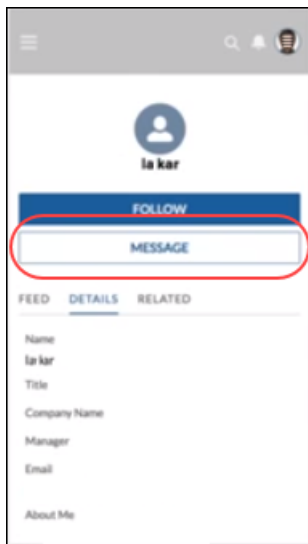 la kar
FOLLOW
MESSAGE
FEED DETAILS RELATED
Name
la kar
Title
Company Name
Manager
Email
About Me